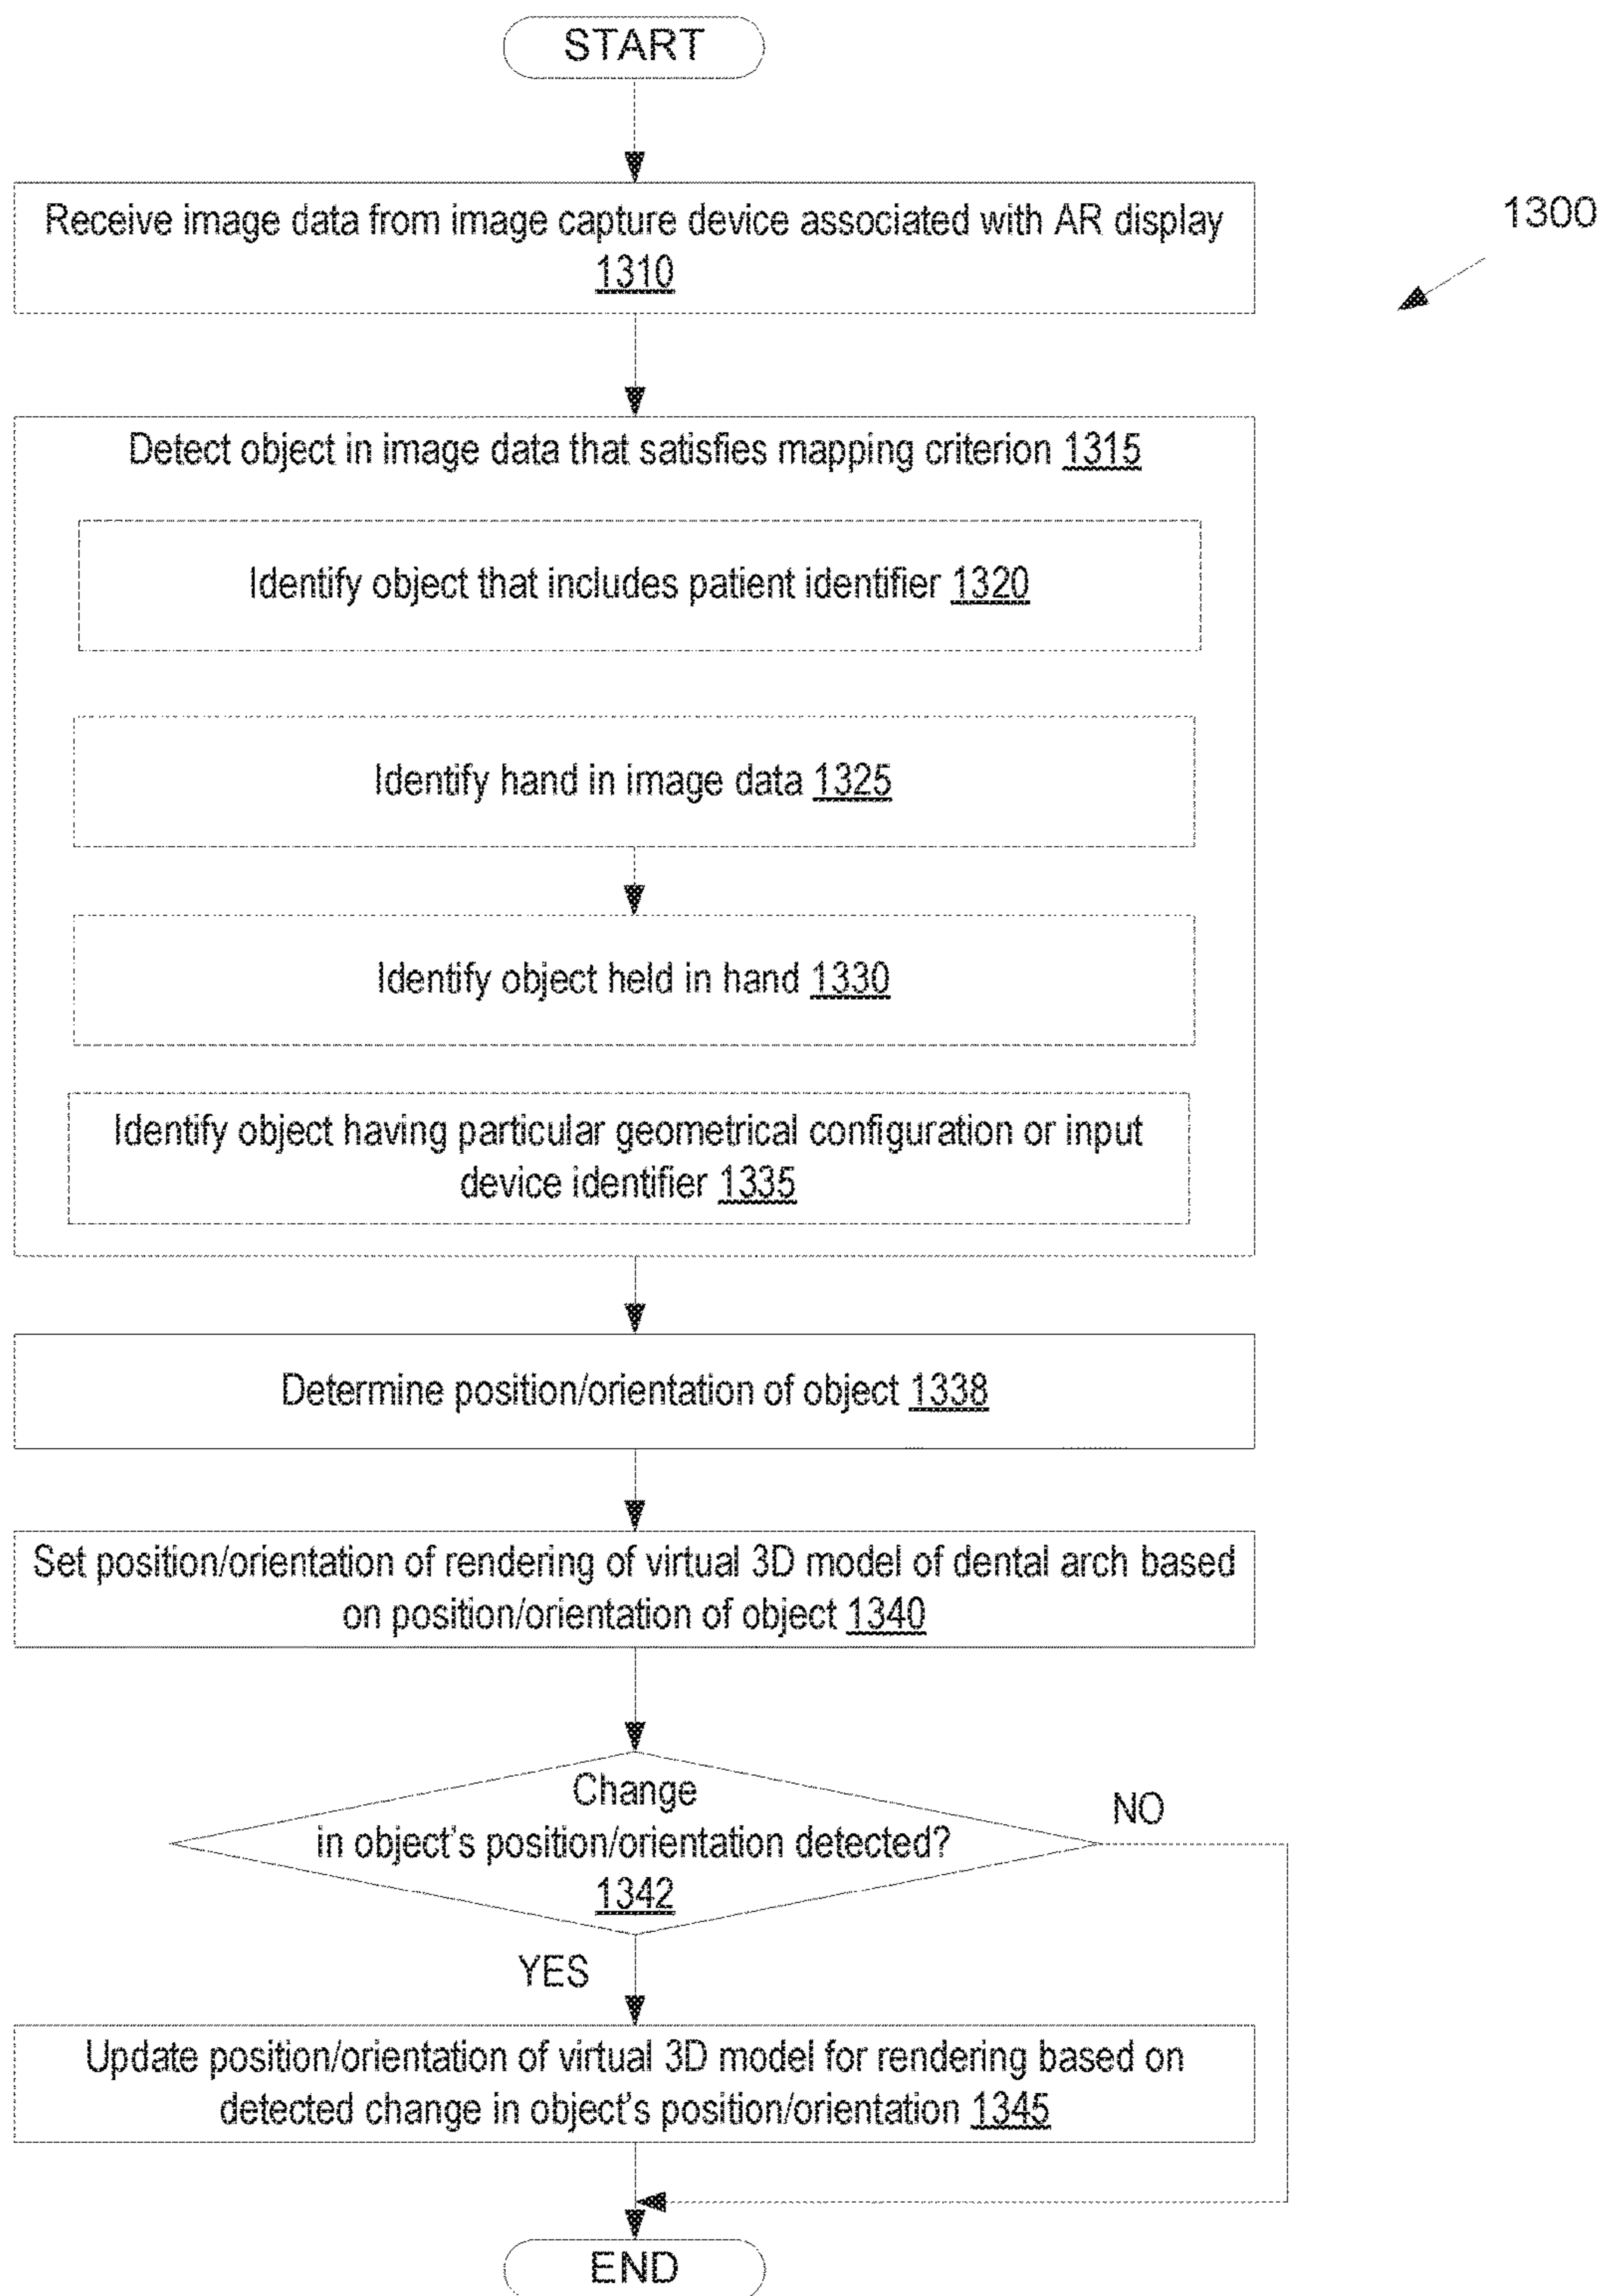 START
Receive image data from image capture device associated with AR display
1310
1300
Detect object in image data that satisfies mapping criterion 1315
Identify object that includes patient identifier 1320
Identify hand in image data 1325
Identify object held in hand 1330
Identify object having particular geometrical configuration or input
device identifier 1335
Determine position/orientation of object 1338
Set position/orientation of rendering of virtual 3D model of dental arch based
on position/orientation of object 1340
Change
in object's position/orientation detected?
1342
NO
YES
Update position/orientation of virtual 3D model for rendering based on
detected change in object's position/orientation 1345
END